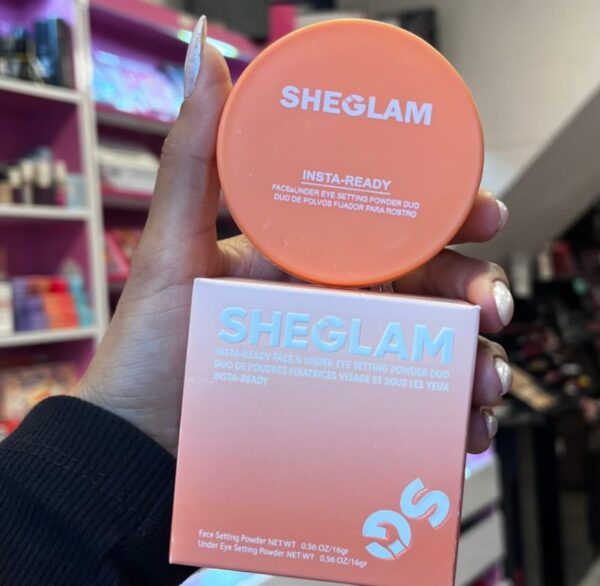 SHEGLAM
INSTA-READY
FACE&UNDER EYE SETTING POWDER DUO
DUO DE POLVOS FIJADOR PARA ROSTRO
SHEGLAM
INSTA-READY FACE & UNDER EYE SETTING POWDER DUO
DUO DE POUDRES FIXATRICES VISAGE ET SOUS LES YEUX
INSTA-READY
SG
Face Setting Powder NET WT 0.56 OZ/16gr
Under Eye Setting Powder NET WT 0.56 OZ/16gr